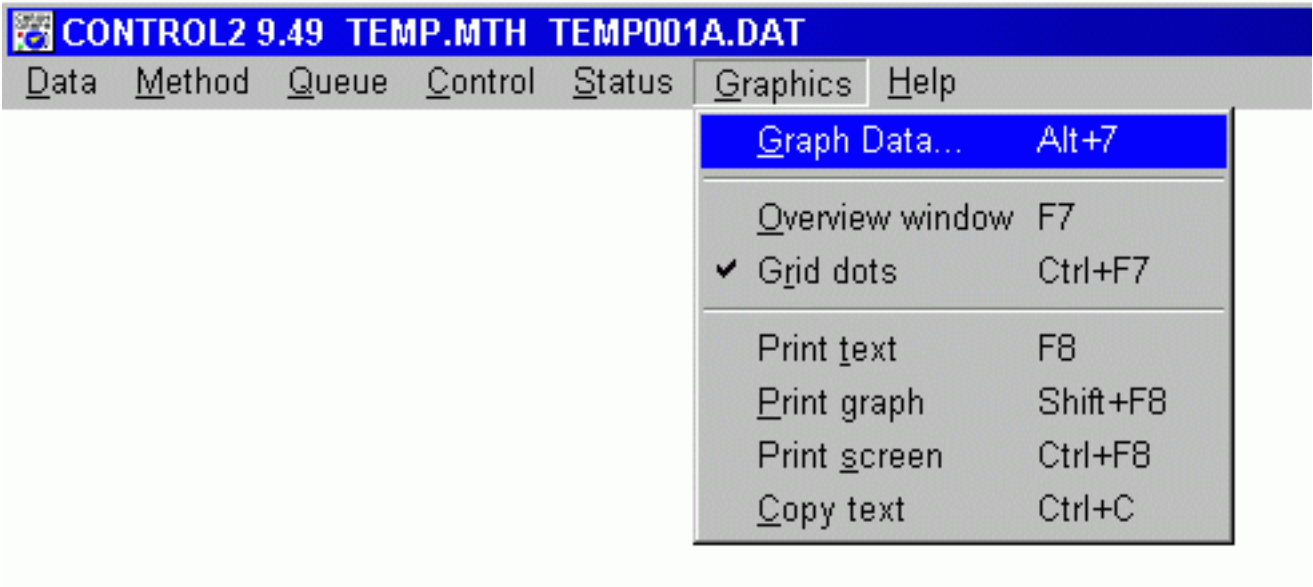 CONTROL2 9.49 TEMP.MTH TEMP001A.DAT
Data Method Queue Control Status Graphics Help
Graph Data... Alt+7
Overview window F7
Grid dots Ctrl+F7
Print text F8
Print graph Shift+F8
Print screen Ctrl+F8
Copy text Ctrl+C